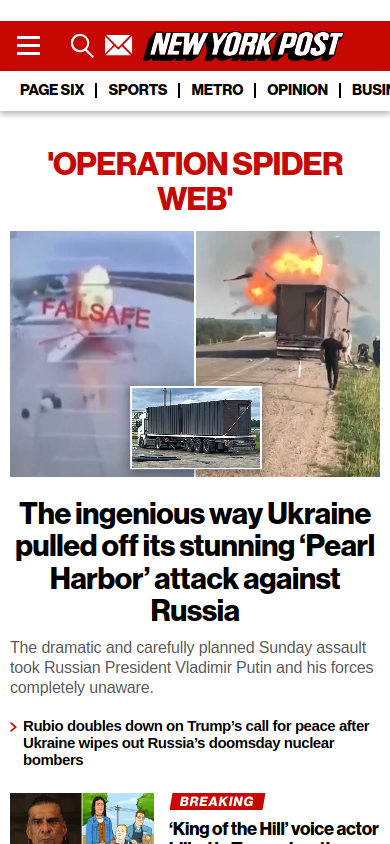 NEW YORK POST
PAGE SIX
SPORTS
METRO
OPINION
'OPERATION SPIDER
WEB'
FAILSAFE
The ingenious way Ukraine
pulled off its stunning ‘Pearl
Harbor’ attack against
Russia
The dramatic and carefully planned Sunday assault
took Russian President Vladimir Putin and his forces
completely unaware.
Rubio doubles down on Trump’s call for peace after
Ukraine wipes out Russia’s doomsday nuclear
bombers
BREAKING
‘King of the Hill’ voice actor